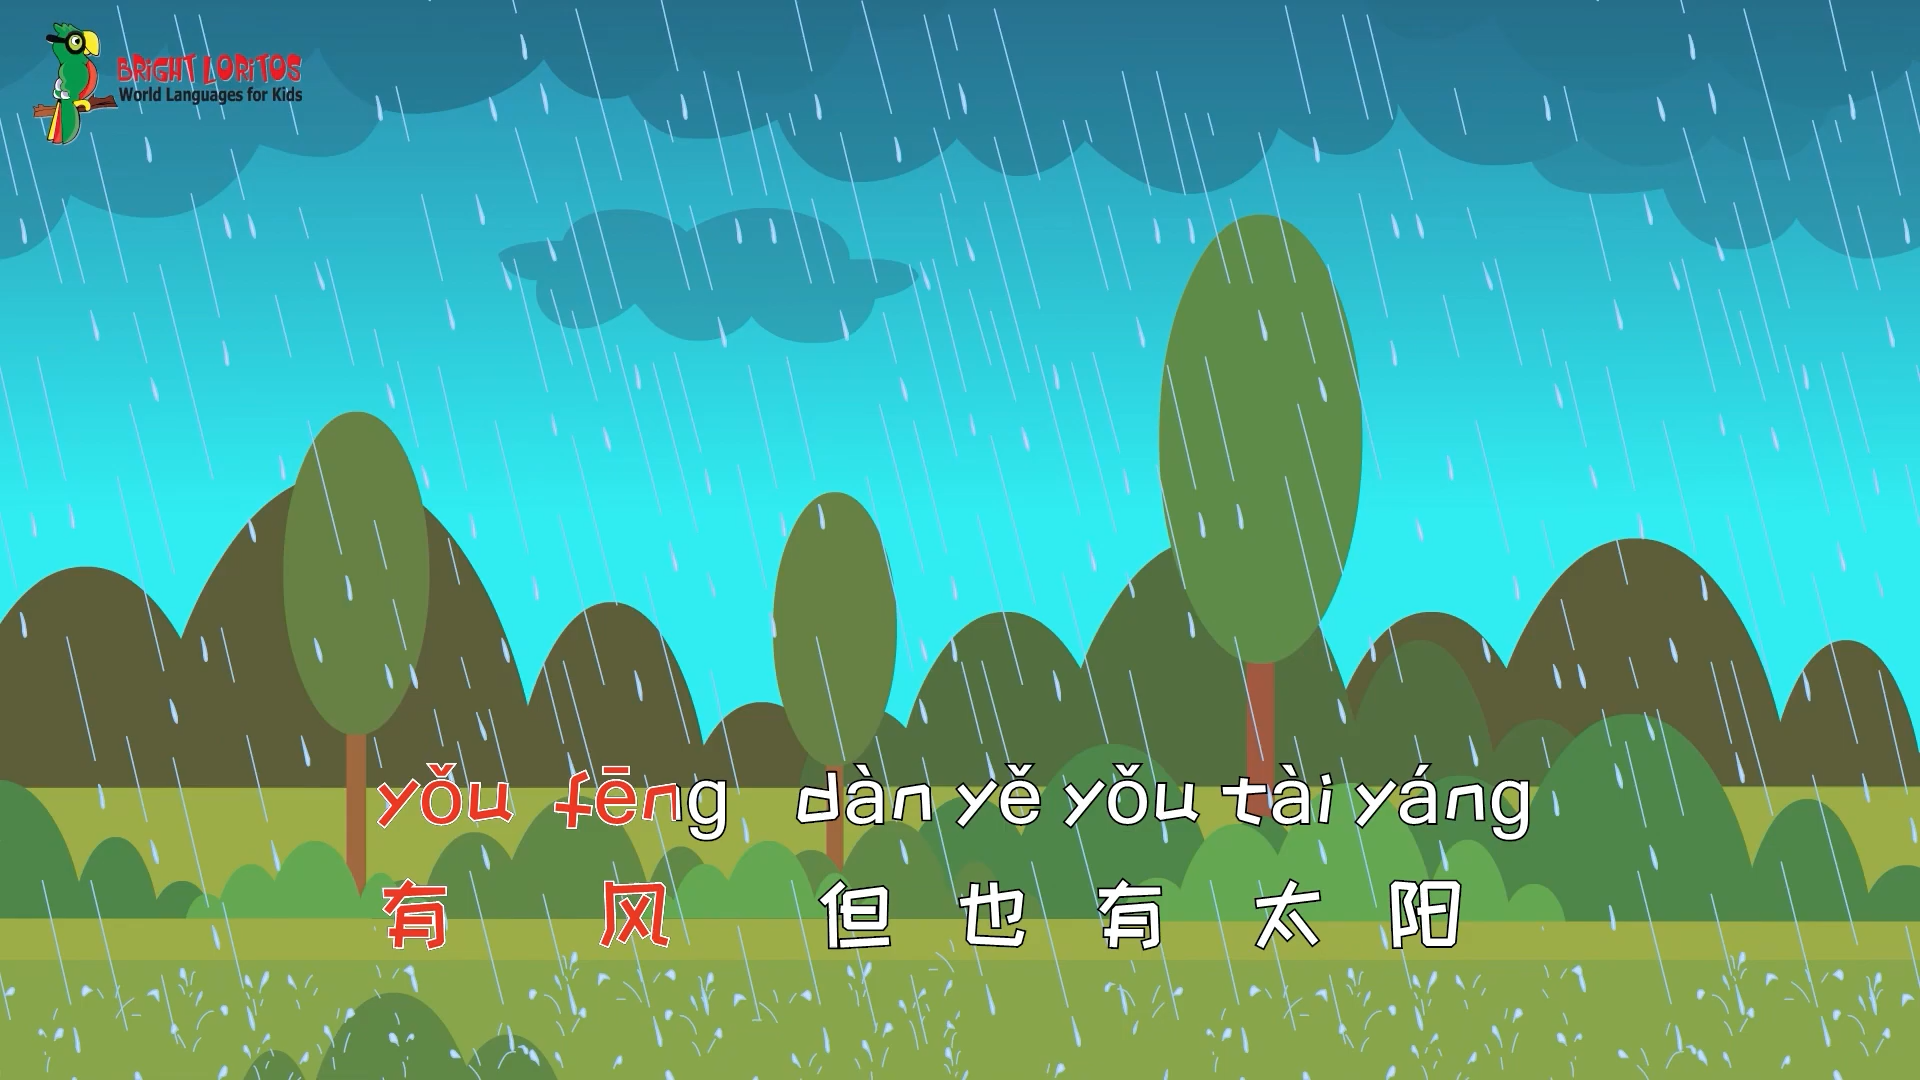 BRIGHT LORITOS
World Languages for Kids
yǒu fēng dàn yě yǒu tài yáng
有 风 但 也 有 太 阳